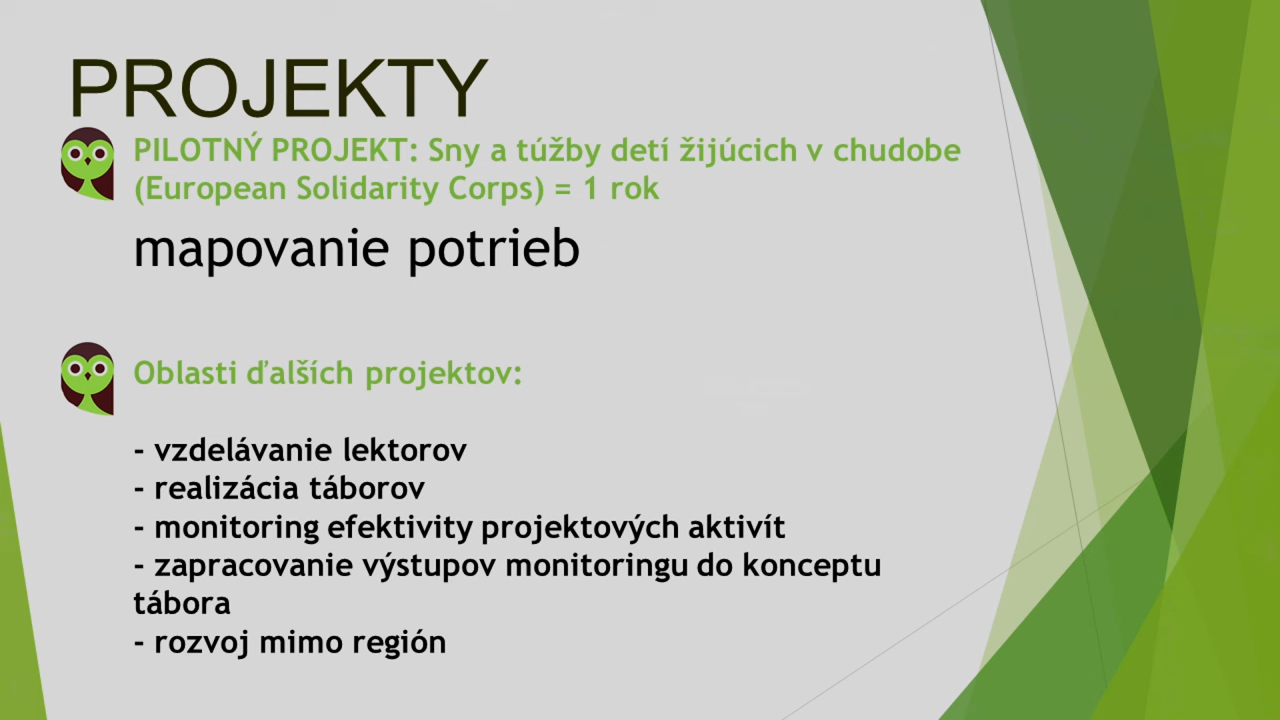 PROJEKTY
PILOTNÝ PROJEKT: Sny a túžby detí žijúcich v chudobe
(European Solidarity Corps) = 1 rok
mapovanie potrieb
Oblasti ďalších projektov:
- vzdelávanie lektorov
- realizácia táborov
- monitoring efektivity projektových aktivít
- zapracovanie výstupov monitoringu do konceptu
tábora
- rozvoj mimo región